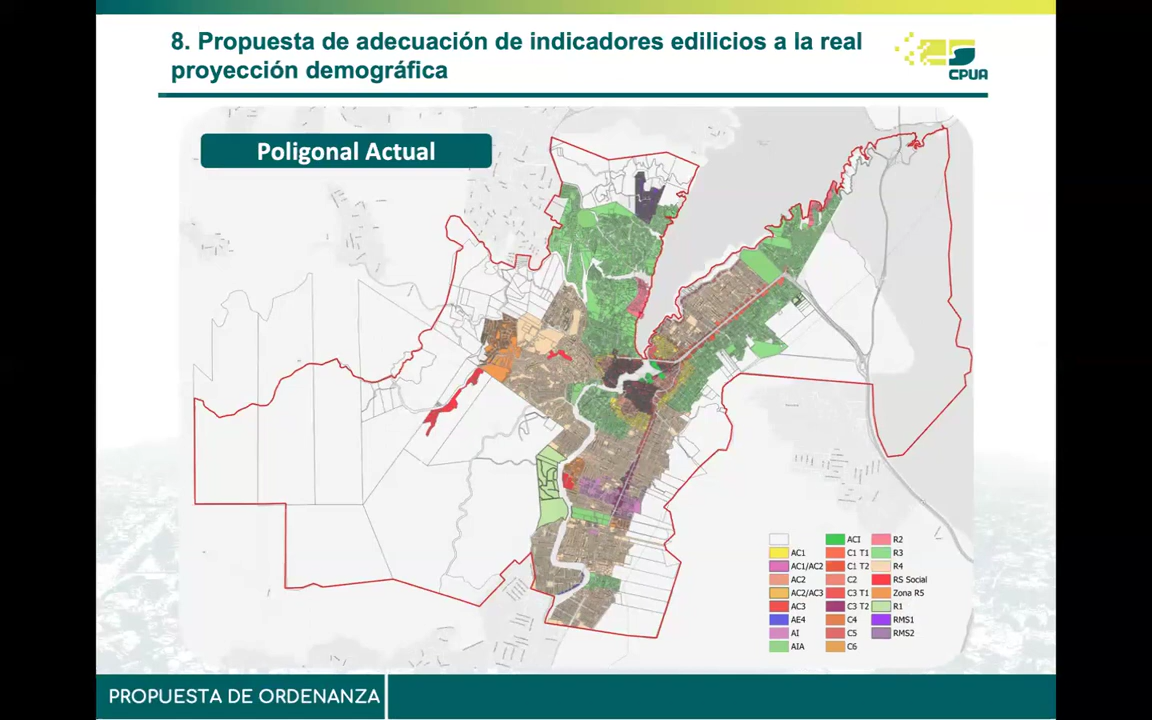 8. Propuesta de adecuación de indicadores edilicios a la real
proyección demográfica
CPUA
Poligonal Actual
AC1
AC1/AC2
AC2
AC2/AC3
AC3
AE4
AI
AIA
ACI
C1 T1
C1 T2
C2
C3 T1
C3 T2
C4
C5
C6
R2
R3
R4
RS Social
Zona R5
R1
RMS1
RMS2
PROPUESTA DE ORDENANZA